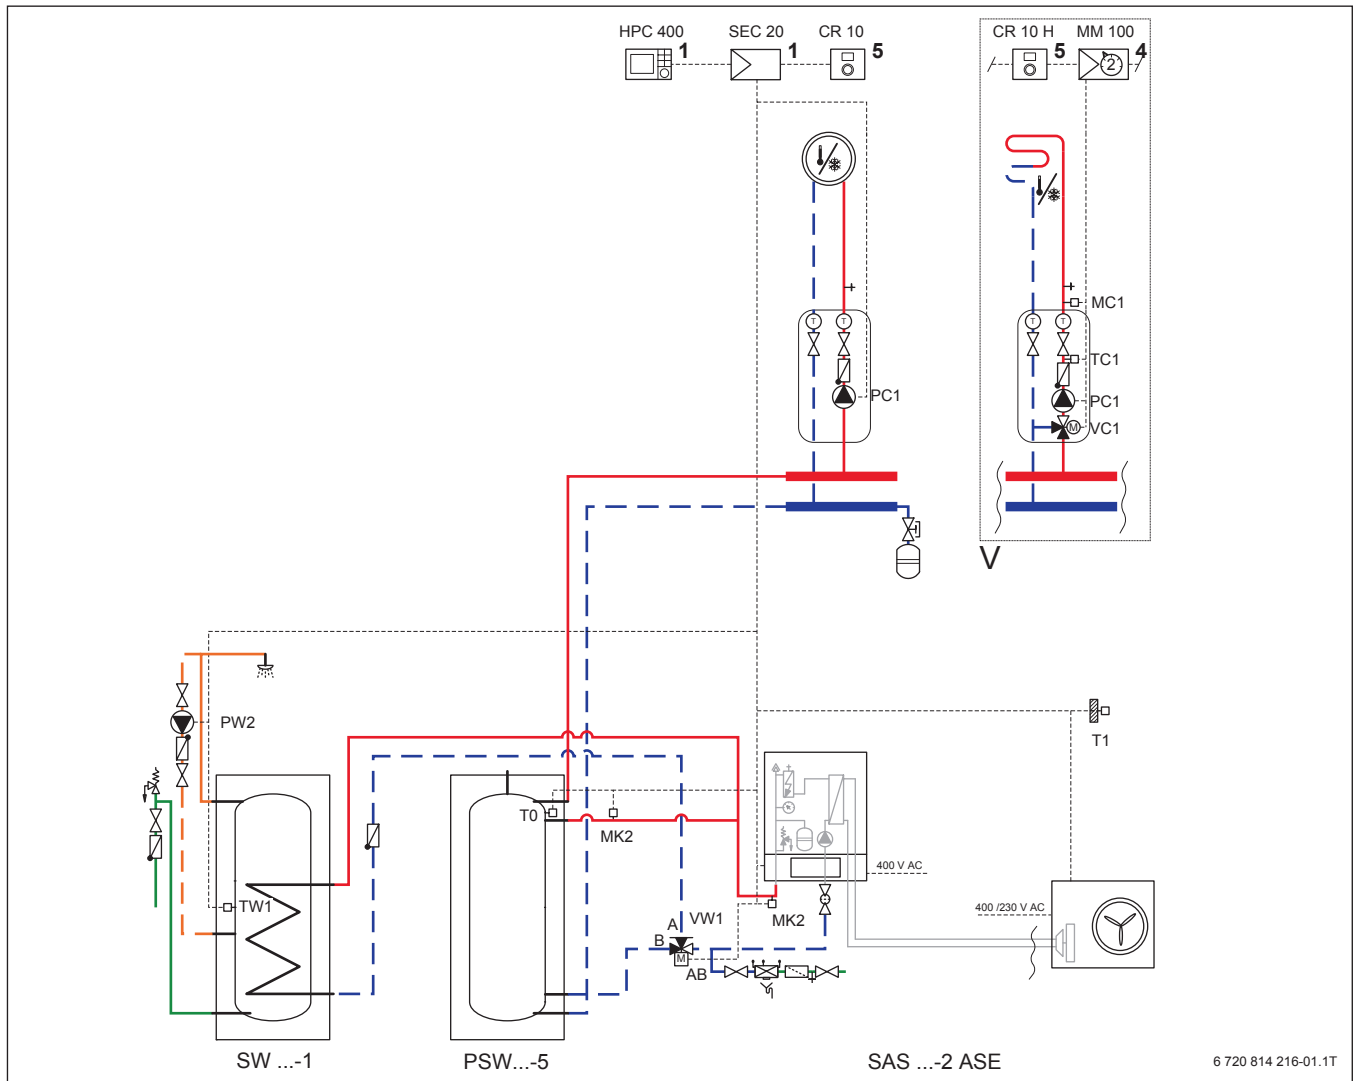 HPC 400 SEC 20 CR 10 CR 10 H MM 100
1 1 5 5 4
2
MC1
T T T T
TC1
PC1 PC1
M VC1
V
PW2
T1
T0
MK2
400 V AC
TW1
A VW1 MK2
400 /230 V AC
B
M AB
SW ...-1 PSW...-5 SAS ...-2 ASE 6 720 814 216-01.1T